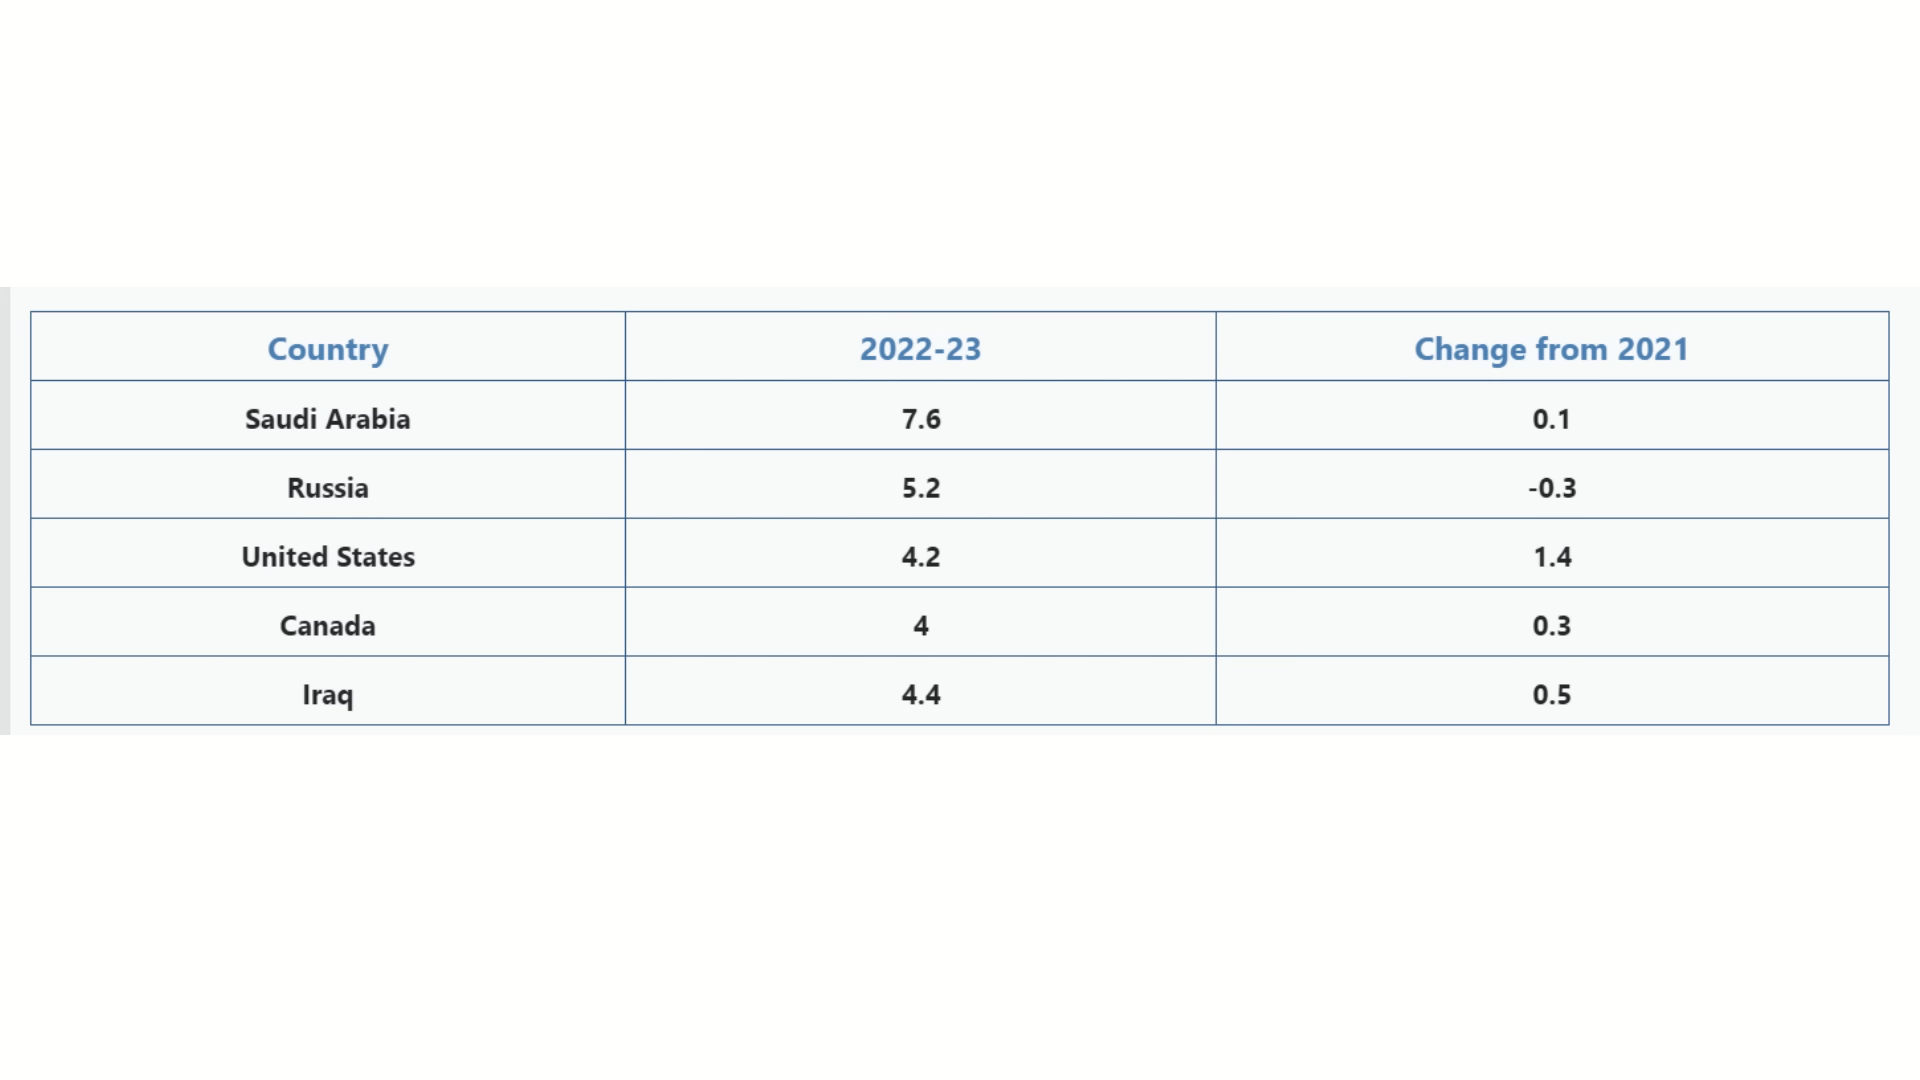 Country 2022-23 Change from 2021
Saudi Arabia 7.6 0.1
Russia 5.2 -0.3
United States 4.2 1.4
Canada 4 0.3
Iraq 4.4 0.5